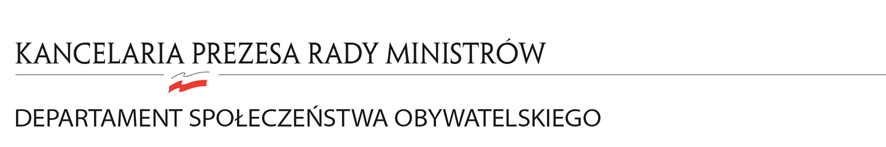 KANCELARIA PREZESA RADY MINISTRÓW
DEPARTAMENT SPOŁECZEŃSTWA OBYWATELSKIEGO